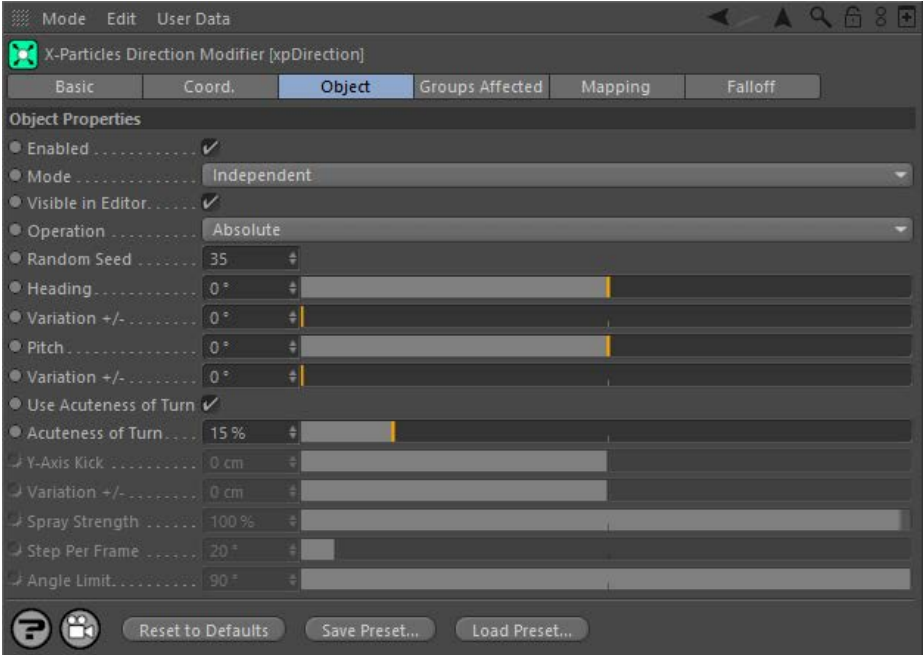 Mode Edit User Data
X-Particles Direction Modifier [xpDirection]
Basic Coord. Object Groups Affected Mapping Falloff
Object Properties
Enabled . . . . . . . . . . . .
Mode . . . . . . . . . . . . . Independent
Visible in Editor. . . . . .
Operation . . . . . . . . . . Absolute
Random Seed . . . . . . . 35
Heading. . . . . . . . . . . . 0 °
Variation +/- . . . . . . . . 0 °
Pitch . . . . . . . . . . . . . . 0 °
Variation +/- . . . . . . . . 0 °
Use Acuteness of Turn
Acuteness of Turn. . . . 15 %
Y-Axis Kick . . . . . . . . . 0 cm
Variation +/- . . . . . . . . 0 cm
Spray Strength . . . . . . 100 %
Step Per Frame . . . . . . 20 °
Angle Limit. . . . . . . . . . 90 °
Reset to Defaults Save Preset... Load Preset...